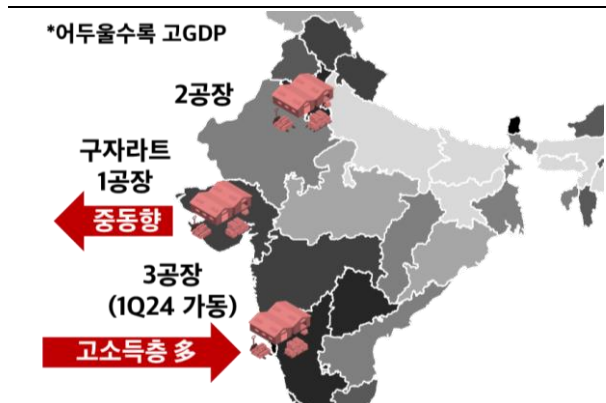 *어두울수록 고GDP
2공장
구자라트
1공장
중동향
3공장
(1Q24 가동)
고소득층 多